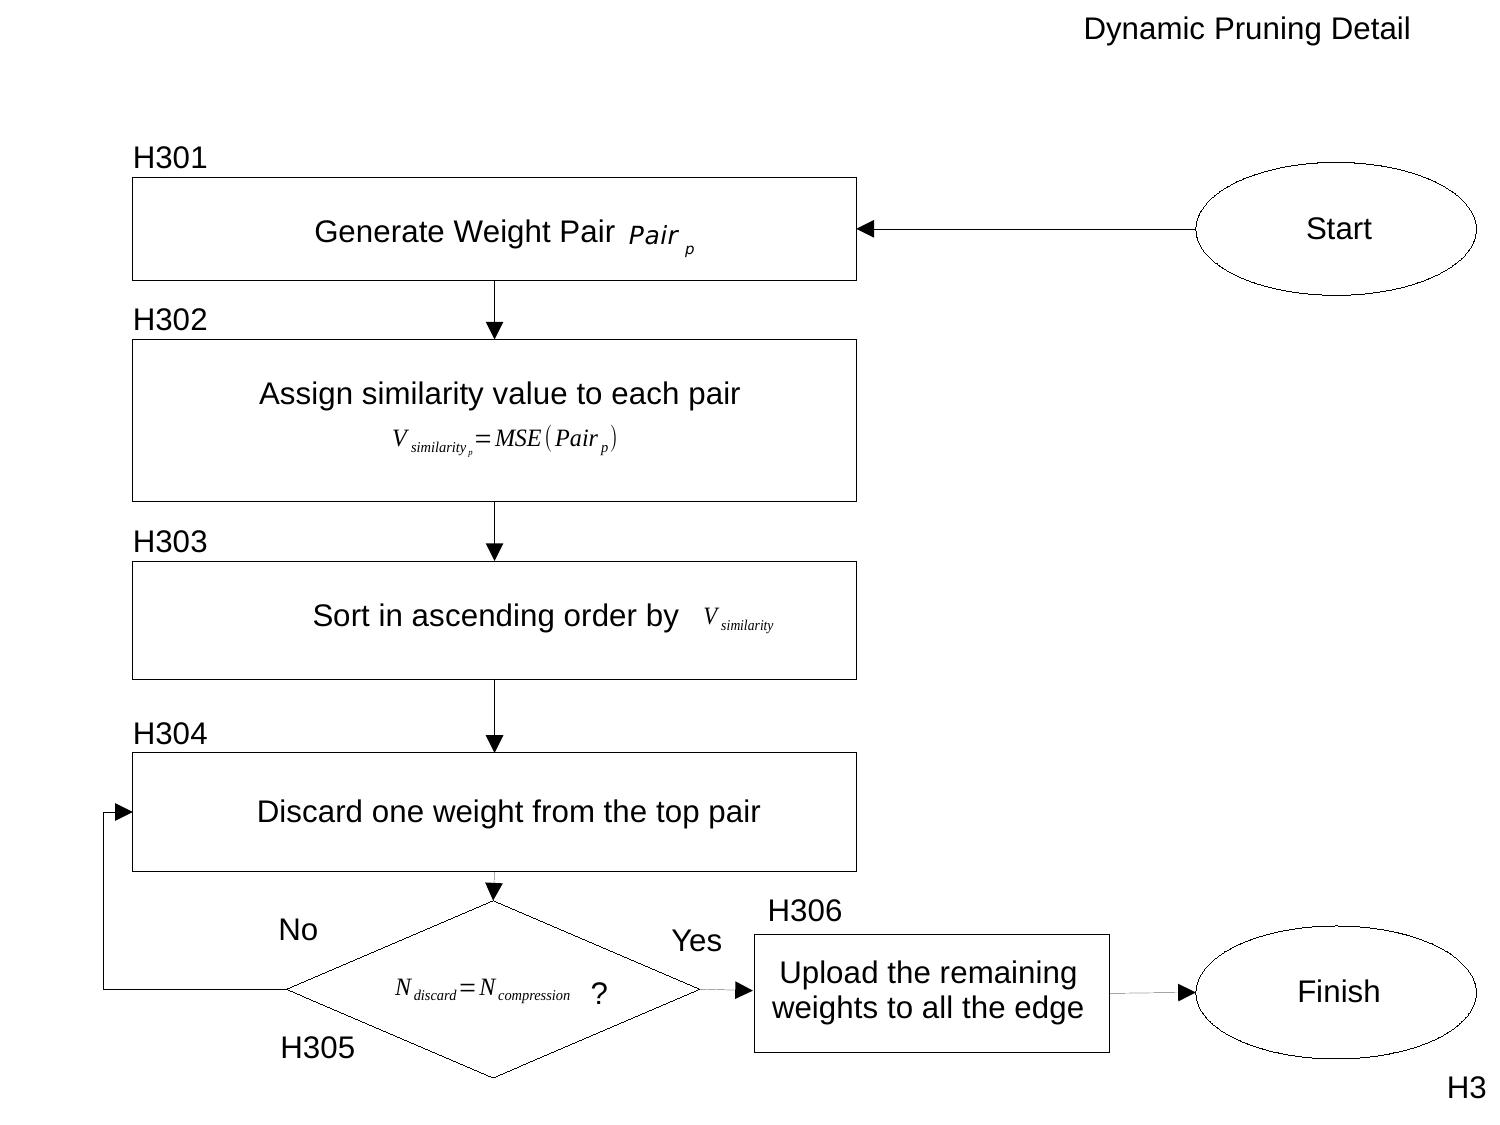 Dynamic Pruning Detail
H301
Generate Weight Pair Pair p
Start
H302
Assign similarity value to each pair
V similarity p = MSE ( Pair p )
H303
Sort in ascending order by V similarity
H304
Discard one weight from the top pair
No
Yes
H306
N discard = N compression ?
Upload the remaining
weights to all the edge
Finish
H305
H3